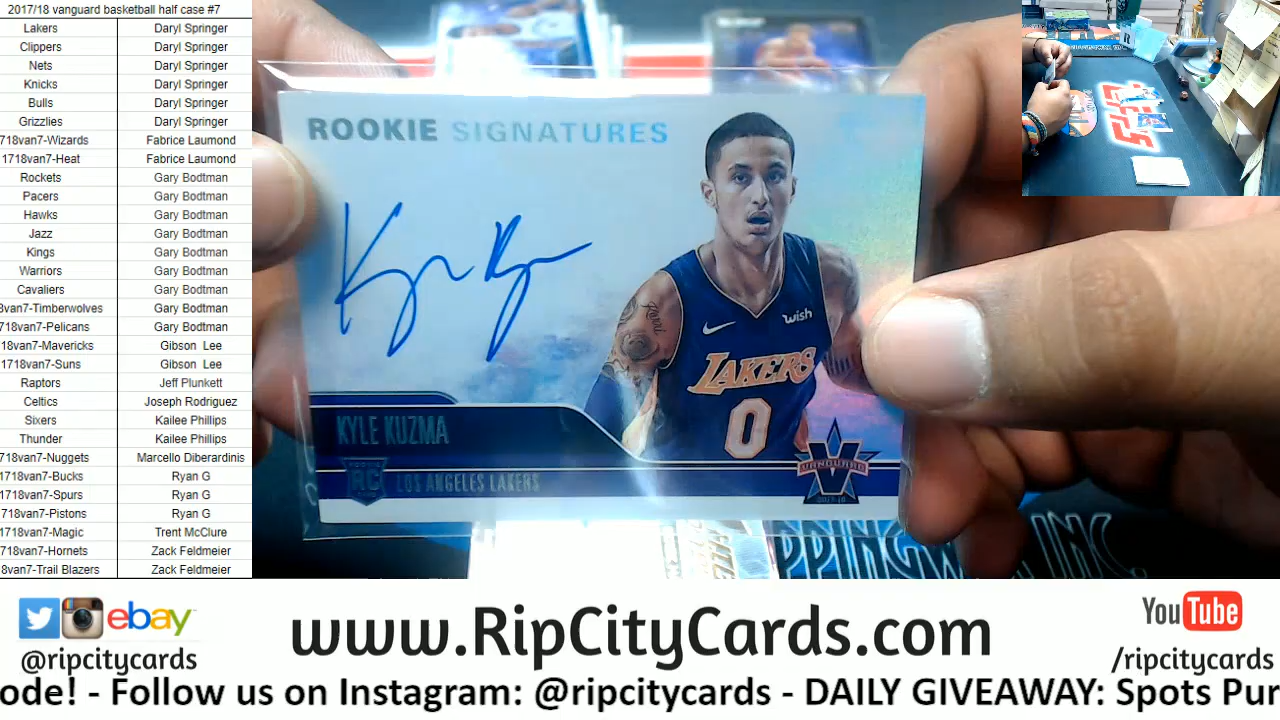 2017/18 vanguard basketball half case #7
Lakers Daryl Springer
Clippers Daryl Springer
Nets Daryl Springer
Knicks Daryl Springer
Bulls Daryl Springer
Grizzlies Daryl Springer
718van7-Wizards Fabrice Laumond
1718van7-Heat Fabrice Laumond
Rockets Gary Bodtman
Pacers Gary Bodtman
Hawks Gary Bodtman
Jazz Gary Bodtman
Kings Gary Bodtman
Warriors Gary Bodtman
Cavaliers Gary Bodtman
8van7-Timberwolves Gary Bodtman
718van7-Pelicans Gary Bodtman
18van7-Mavericks Gibson Lee
1718van7-Suns Gibson Lee
Raptors Jeff Plunkett
Celtics Joseph Rodriguez
Sixers Kailee Phillips
Thunder Kailee Phillips
718van7-Nuggets Marcello Diberardinis
1718van7-Bucks Ryan G
1718van7-Spurs Ryan G
718van7-Pistons Ryan G
1718van7-Magic Trent McClure
718van7-Hornets Zack Feldmeier
8van7-Trail Blazers Zack Feldmeier
ROOKIE SIGNATURES
wish
LAKERS
0
KYLE KUZMA
RC LOS ANGELES LAKERS
V
VANGUARD
PPINGW INC.
ebay
@ripcitycards
www.RipCityCards.com
YouTube
/ripcitycards
ode! - Follow us on Instagram: @ripcitycards - DAILY GIVEAWAY: Spots Pur